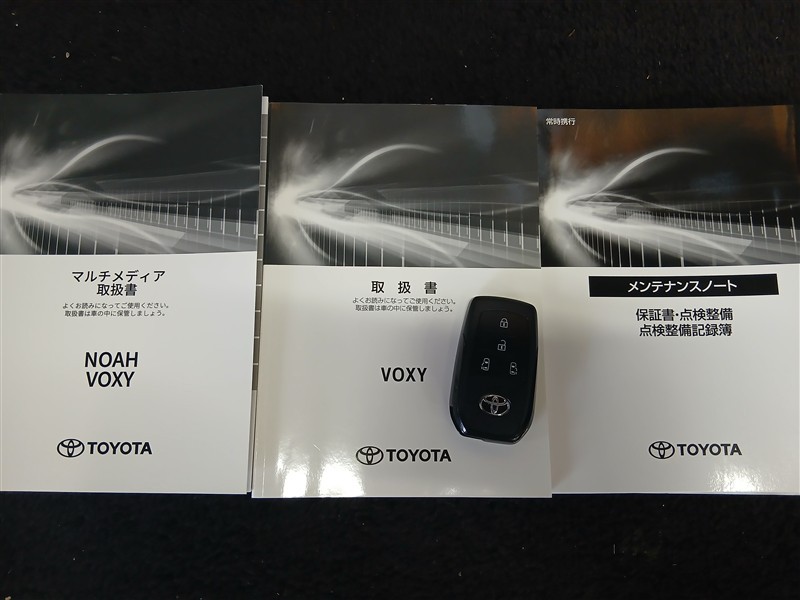 マルチメディア
取扱書
よくお読みになってご使用ください。
取扱書は車の中に保管しましょう。
NOAH
VOXY
TOYOTA
取扱書
よくお読みになってご使用ください。
取扱書は車の中に保管しましょう。
VOXY
TOYOTA
常時携行
メンテナンスノート
保証書・点検整備
点検整備記録簿
TOYOTA